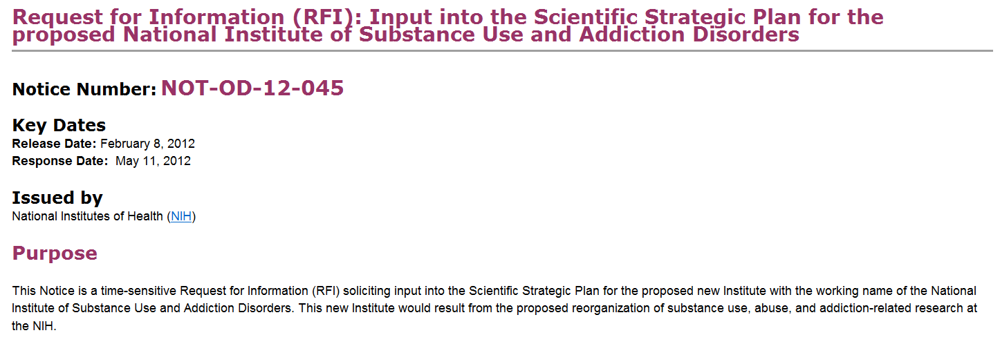 Request for Information (RFI): Input into the Scientific Strategic Plan for the
proposed National Institute of Substance Use and Addiction Disorders
Notice Number: NOT-OD-12-045
Key Dates
Release Date: February 8, 2012
Response Date: May 11, 2012
Issued by
National Institutes of Health (NIH)
Purpose
This Notice is a time-sensitive Request for Information (RFI) soliciting input into the Scientific Strategic Plan for the proposed new Institute with the working name of the National
Institute of Substance Use and Addiction Disorders. This new Institute would result from the proposed reorganization of substance use, abuse, and addiction-related research at
the NIH.